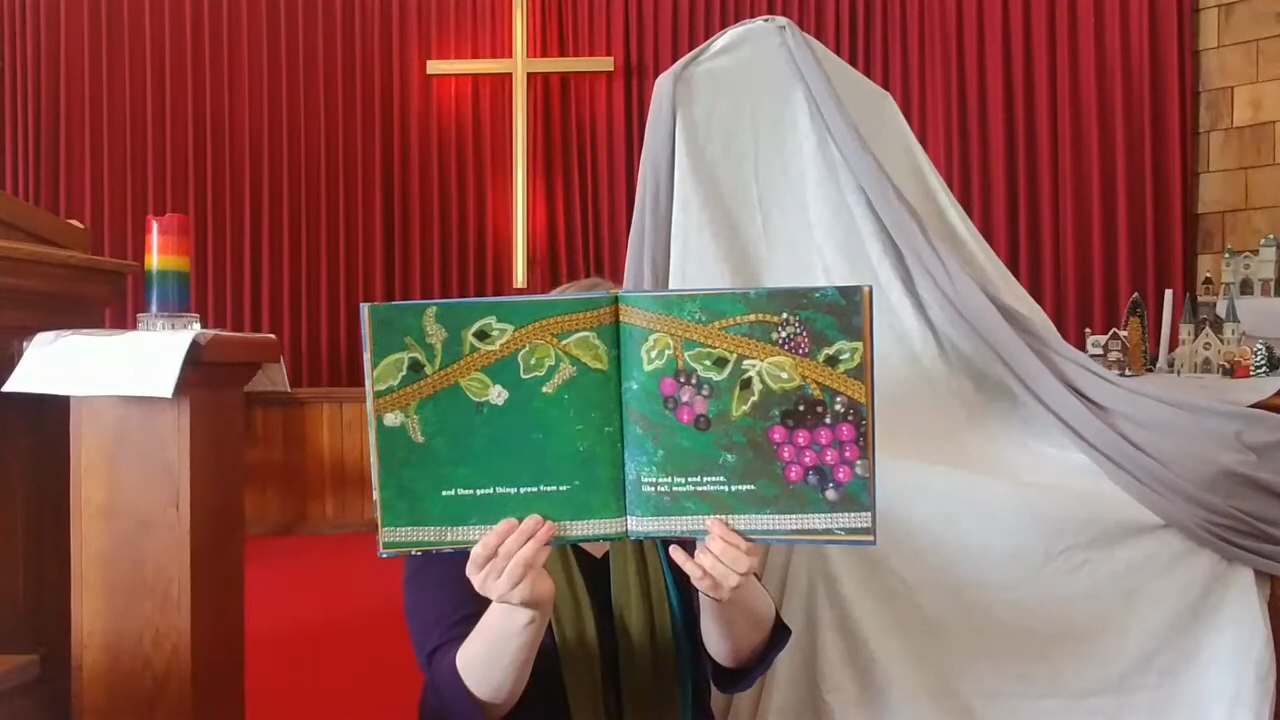 and then good things grow from us—
love and joy and peace,
like fat, mouth-watering grapes.